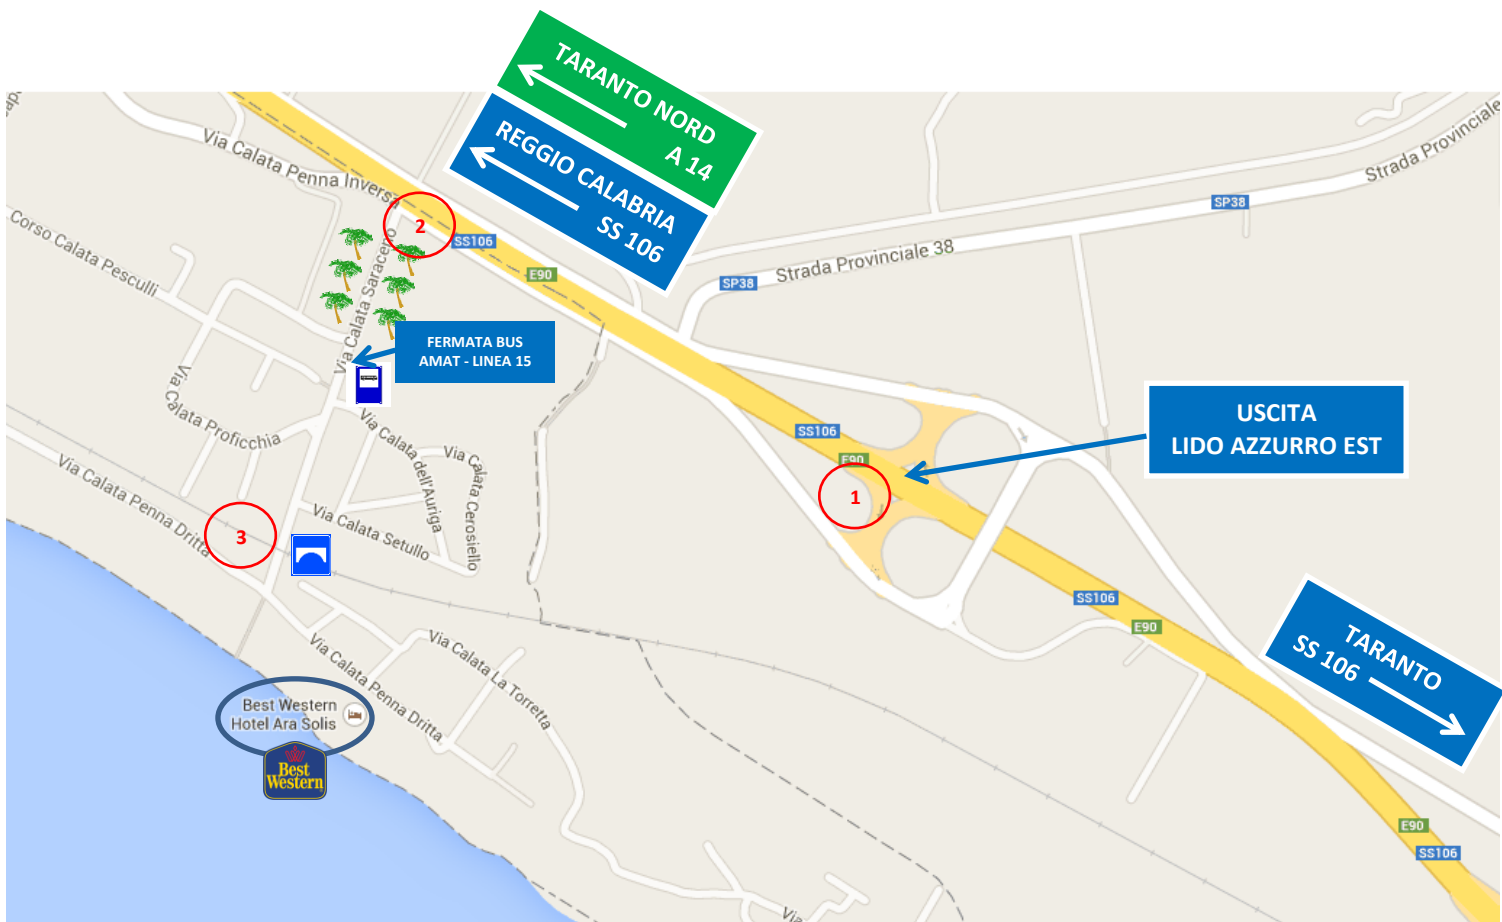 TARANTO NORD
A 14
REGGIO CALABRIA
SS 106
Via Calata Penna Inversa
Strada Provinciale
SP38
2
SS106
Corso Calata Pesculli
E90
SP38
Strada Provinciale 38
Via Calata Saraceno
FERMATA BUS
AMAT - LINEA 15
USCITA
LIDO AZZURRO EST
Via Calata Proficchia
SS106
E90
1
Via Calata dell'Auriga
Via Calata Cerosiello
Via Calata Penna Dritta
3
Via Calata Setullo
SS106
E90
TARANTO
SS 106
Via Calata La Torretta
Via Calata Penna Dritta
Best Western
Hotel Ara Solis
Best
Western
E90
SS106
Via